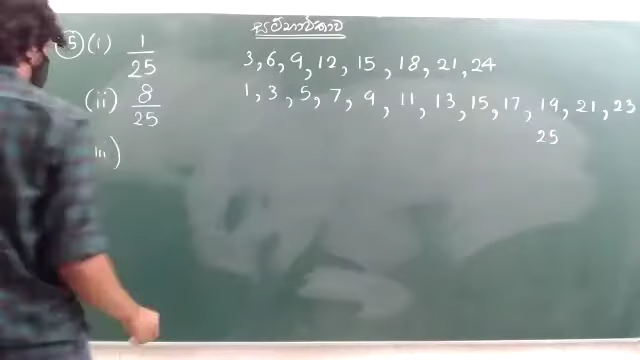 සම්භාවිතාව
5) (i) 1/25 3, 6, 9, 12, 15, 18, 21, 24
(ii) 8/25 1, 3, 5, 7, 9, 11, 13, 15, 17, 19, 21, 23
25
iii)